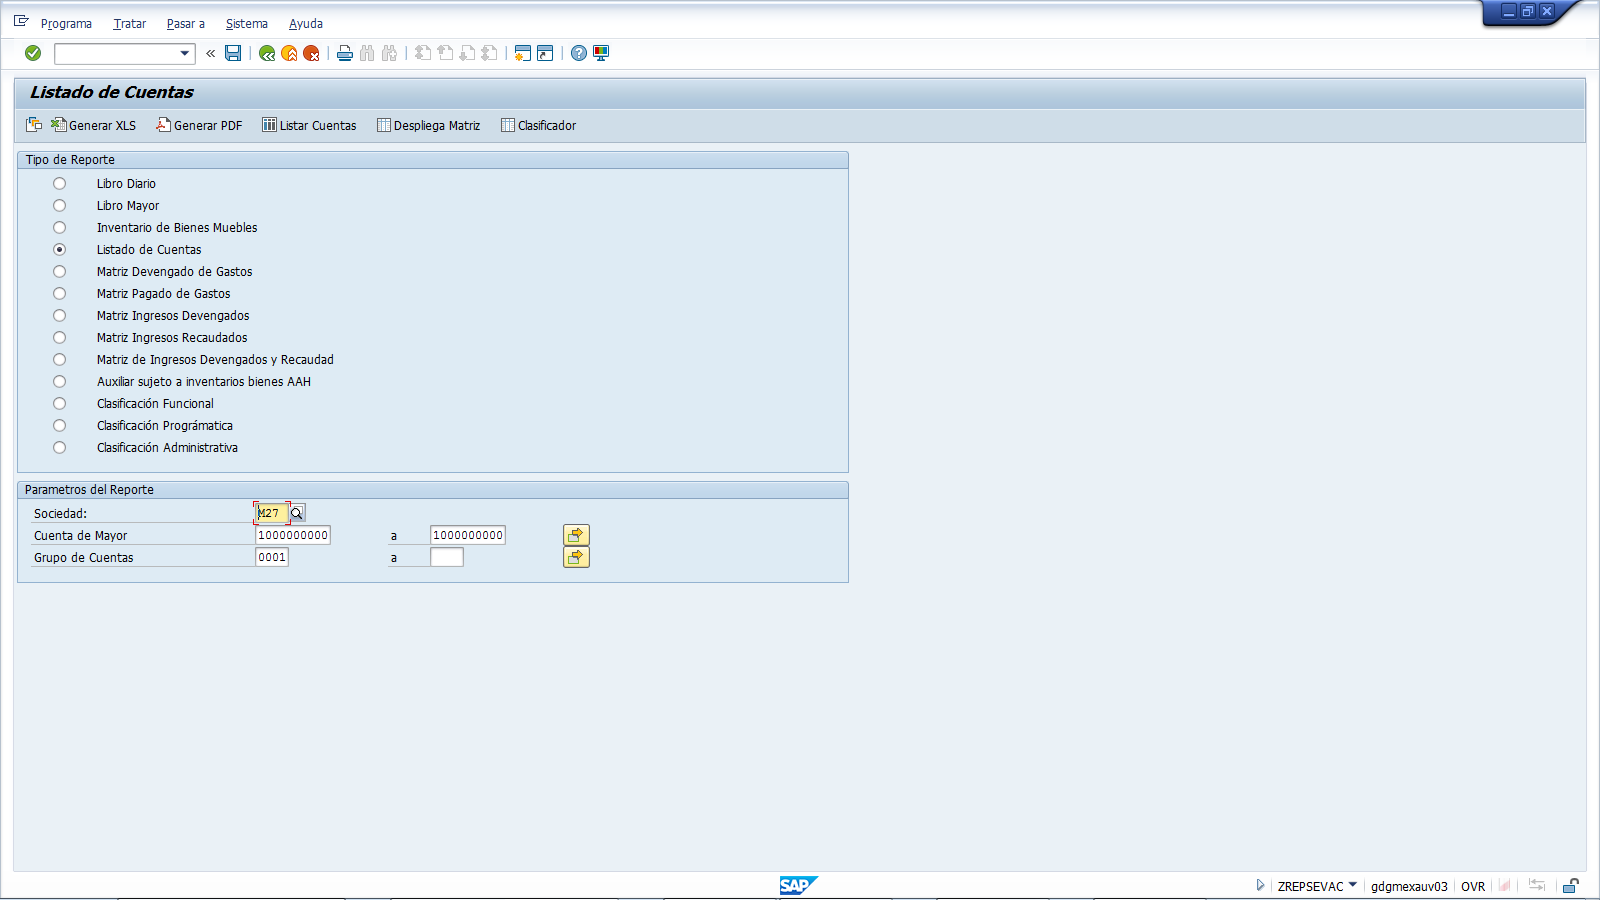 Programa Tratar Pasar a Sistema Ayuda
Listado de Cuentas
Generar XLS Generar PDF Listar Cuentas Despliega Matriz Clasificador
Tipo de Reporte
Libro Diario
Libro Mayor
Inventario de Bienes Muebles
Listado de Cuentas
Matriz Devengado de Gastos
Matriz Pagado de Gastos
Matriz Ingresos Devengados
Matriz Ingresos Recaudados
Matriz de Ingresos Devengados y Recaudad
Auxiliar sujeto a inventarios bienes AAH
Clasificación Funcional
Clasificación Prográmatica
Clasificación Administrativa
Parametros del Reporte
Sociedad: M27
Cuenta de Mayor 1000000000 a 1000000000
Grupo de Cuentas 0001 a
SAP ZREPSEVAC gdgmexauv03 OVR